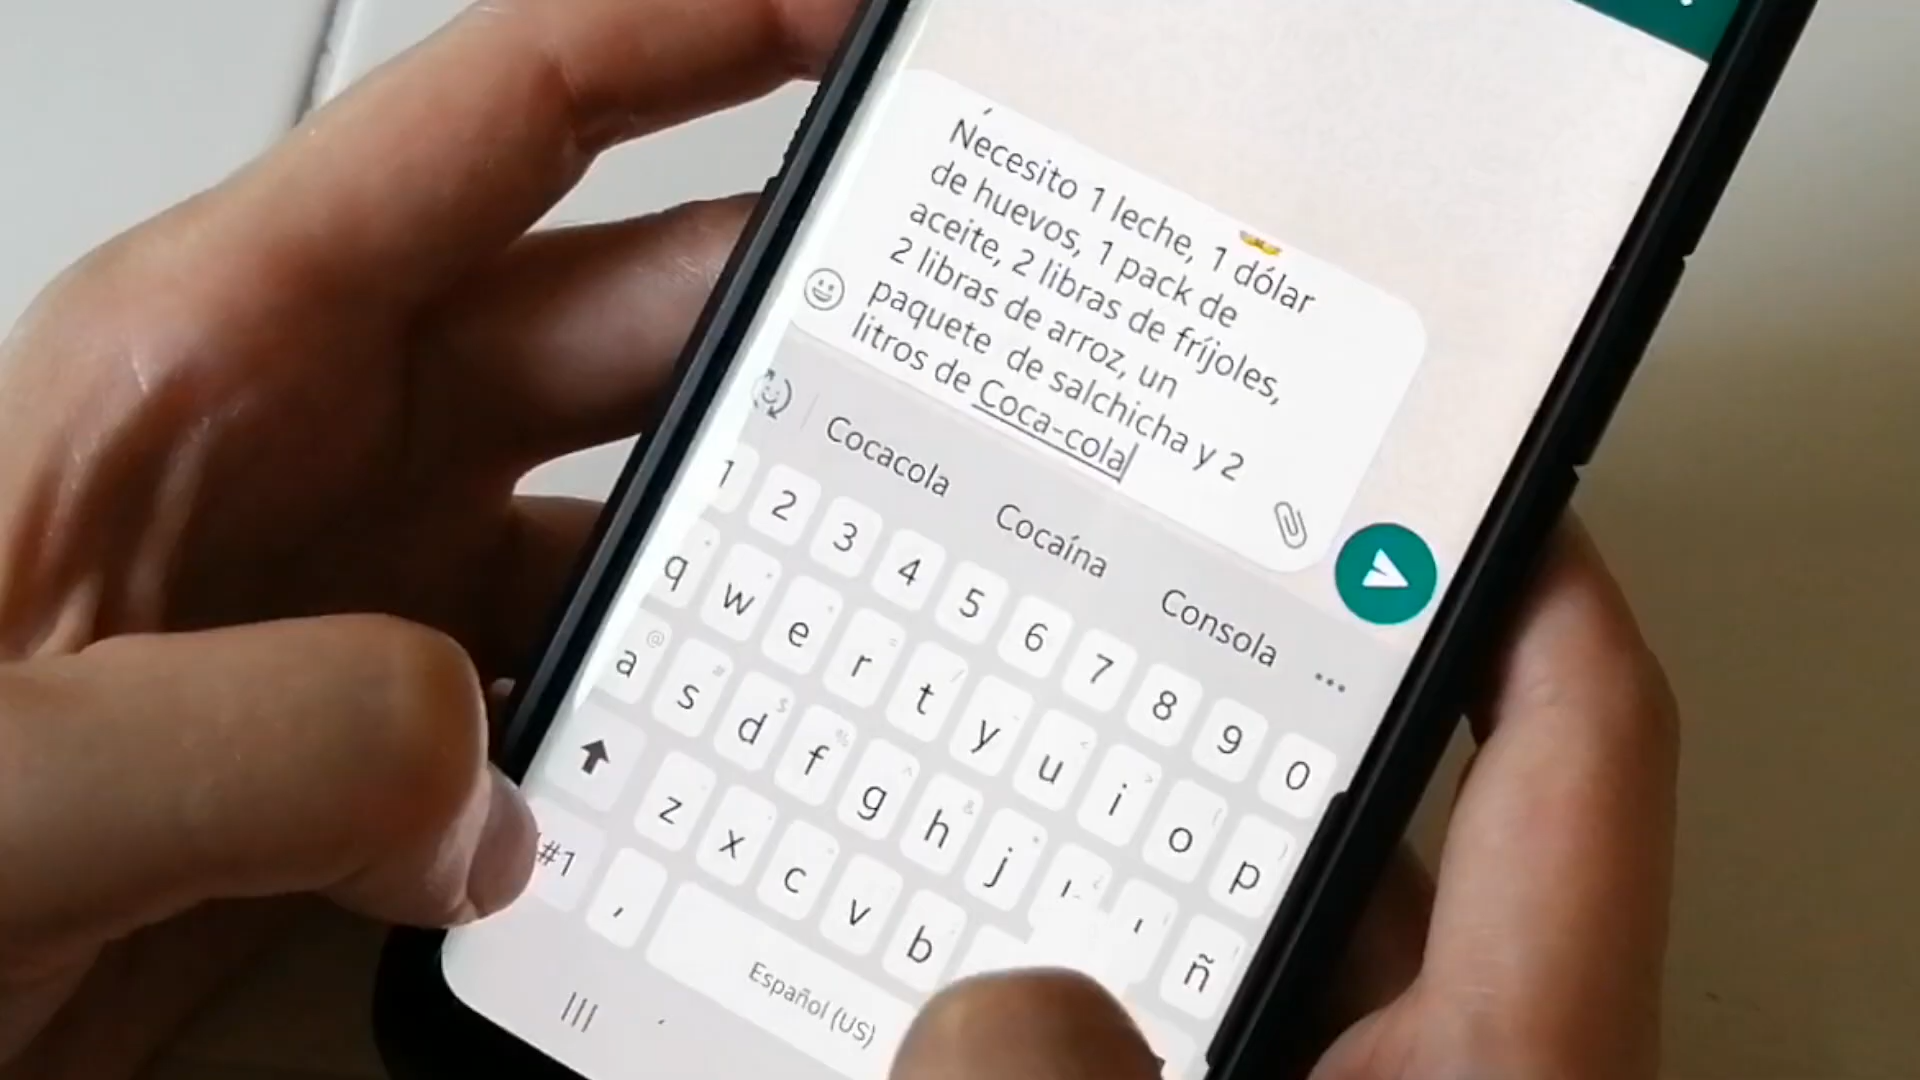 Necesito 1 leche, 1 dólar
de huevos, 1 pack de
aceite, 2 libras de fríjoles,
2 libras de arroz, un
paquete de salchicha y 2
litros de Coca-cola
Cocacola Cocaína Consola
1 2 3 4 5 6 7 8 9 0
q w e r t y u i o p
a s d f g h j ñ
z x c v b
#1 , Español (US)